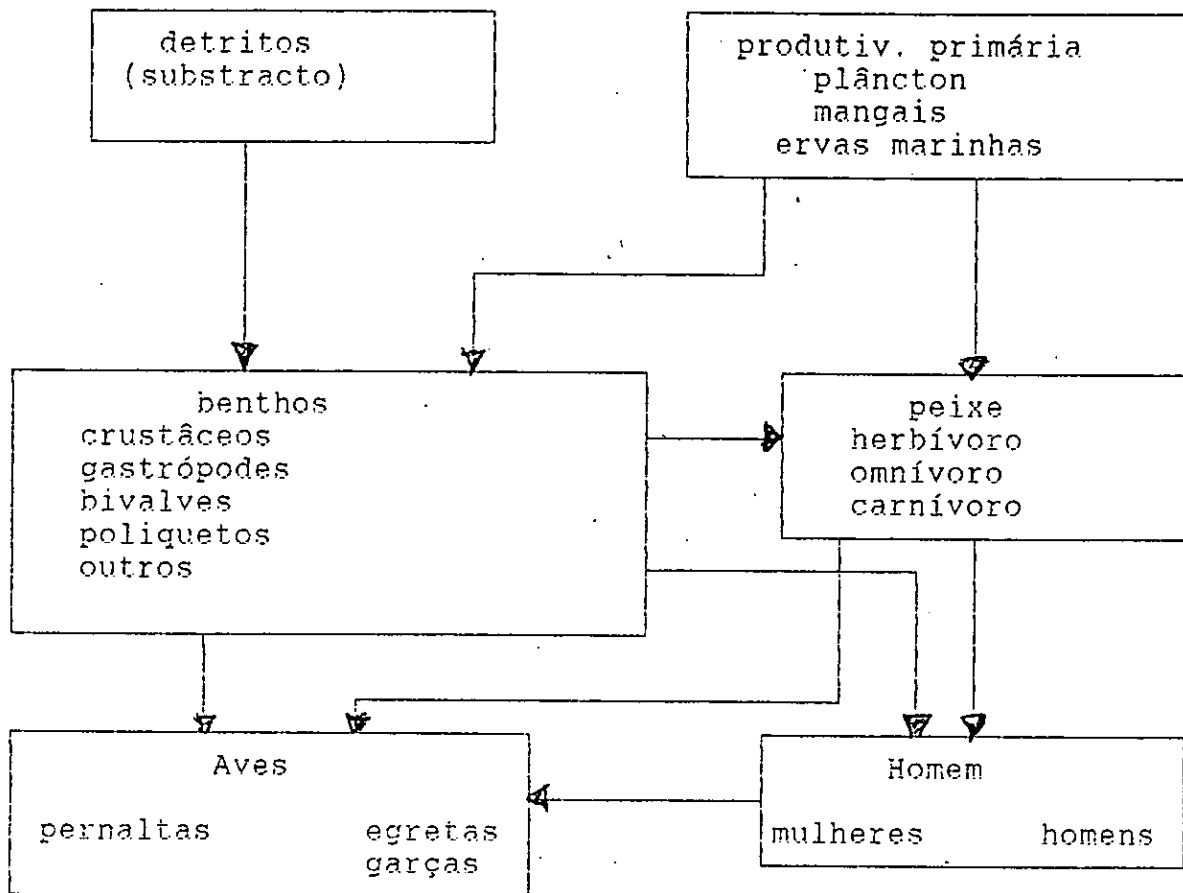 detritos
(substracto)
produtiv. primária
plâncton
mangais
ervas marinhas
benthos
crustâceos
gastrópodes
bivalves
poliquetos
outros
peixe
herbívoro
omnívoro
carnívoro
Aves
pernaltas egretas
garças
Homem
mulheres homens